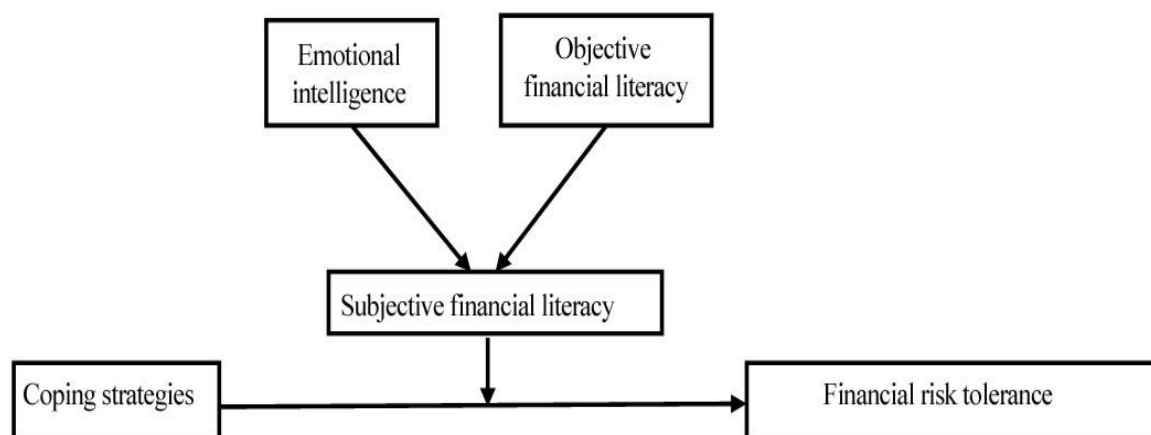 Emotional
intelligence
Objective
financial literacy
Subjective financial literacy
Coping strategies
Financial risk tolerance